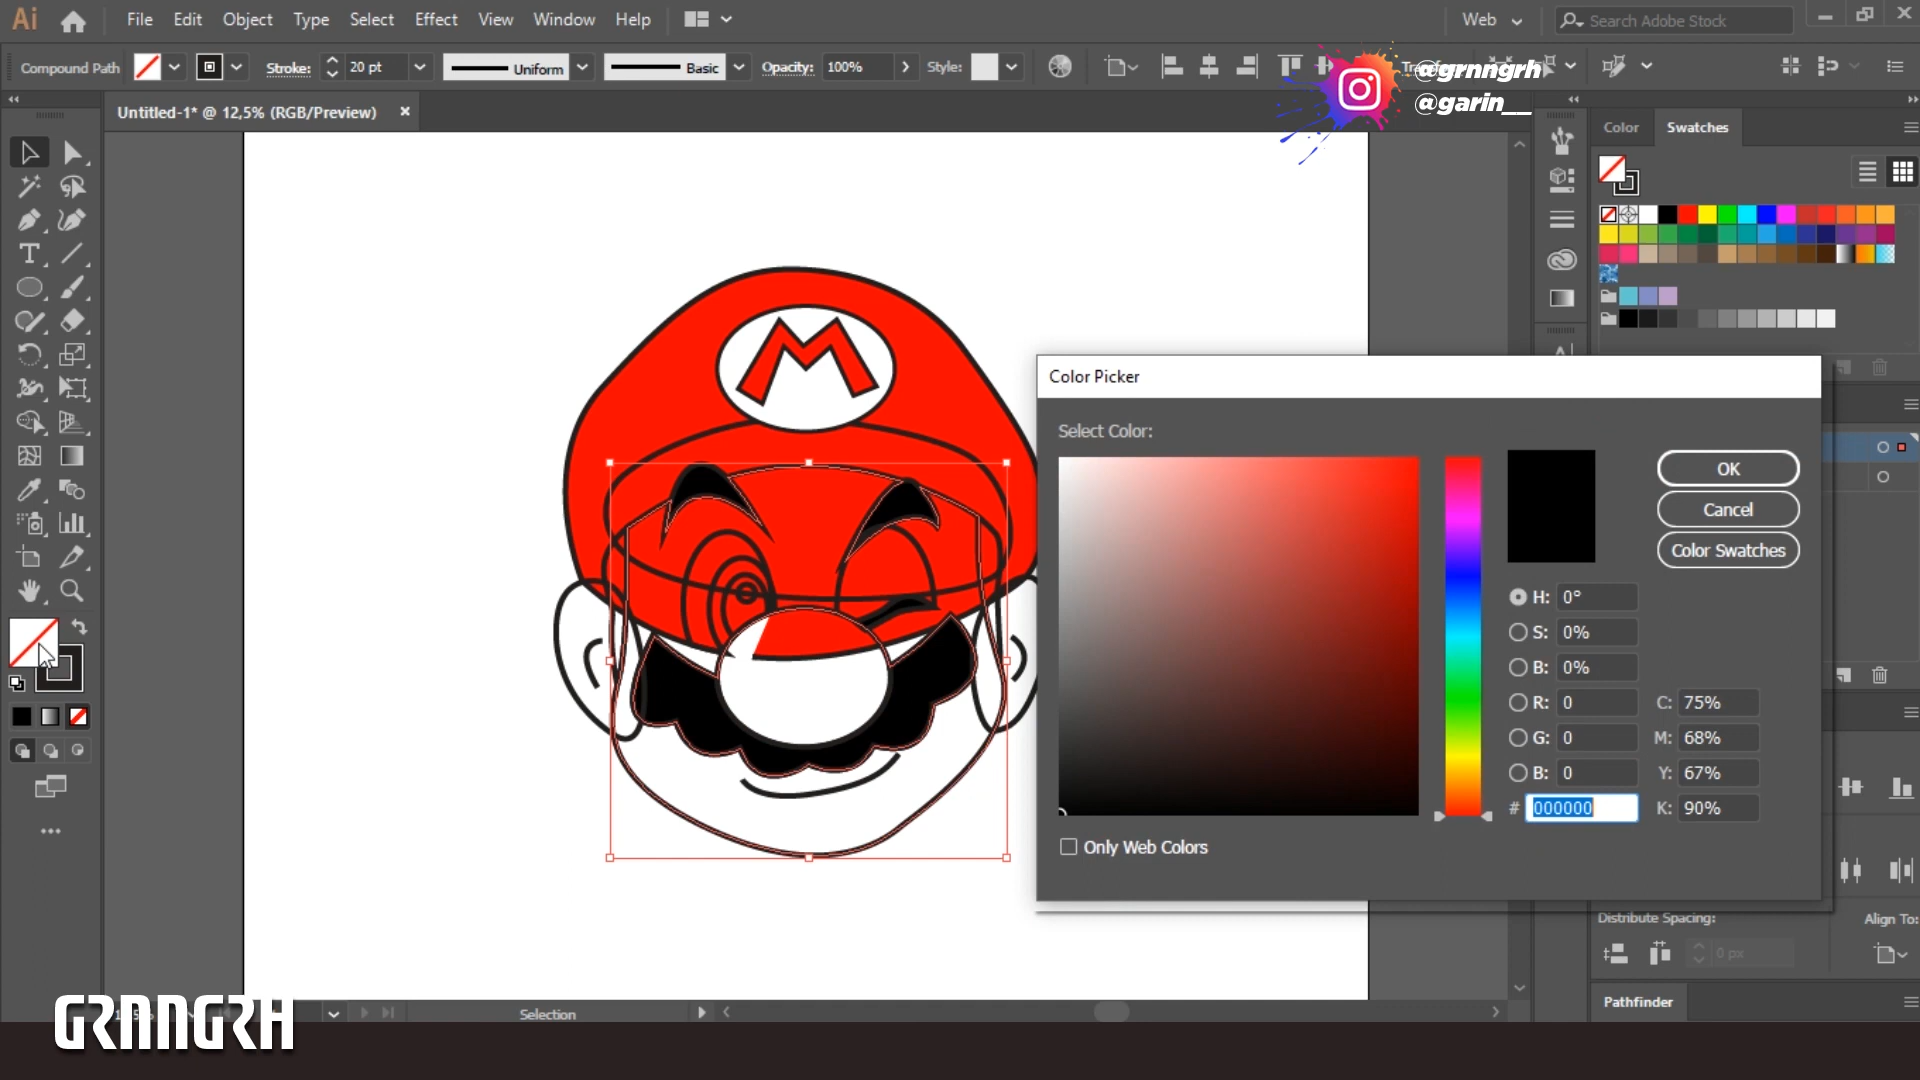 Ai File Edit Object Type Select Effect View Window Help Web Search Adobe Stock
Compound Path Stroke: 20 pt Uniform Basic Opacity: 100% Style:
@grnngrh
@garin__
Untitled-1* @ 12,5% (RGB/Preview)
Color Swatches
M
Color Picker
Select Color:
OK
Cancel
Color Swatches
H: 0°
S: 0%
B: 0%
R: 0 C: 75%
G: 0 M: 68%
B: 0 Y: 67%
# 000000 K: 90%
Only Web Colors
Distribute Spacing: Align To:
0 px
Pathfinder
Selection
GRNNGRH